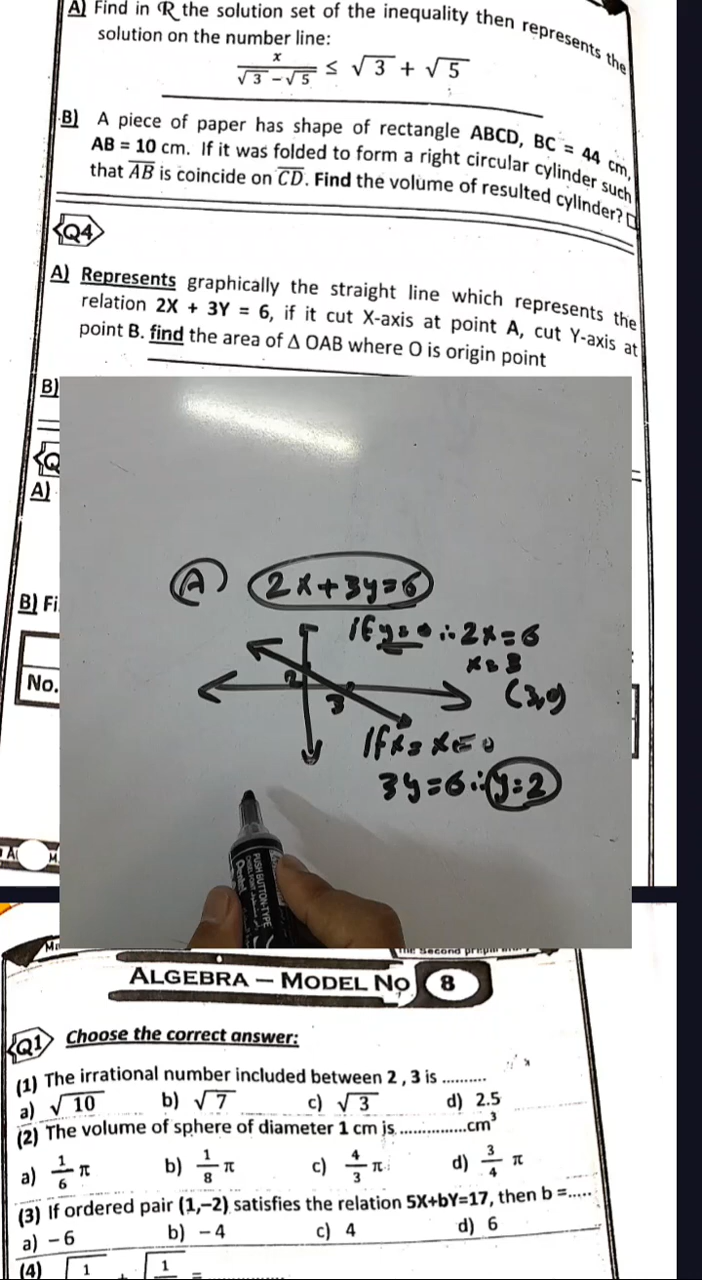 A) Find in ℝ the solution set of the inequality then represents the
solution on the number line:
x / (√3 − √5) ≤ √3 + √5
B) A piece of paper has shape of rectangle ABCD, BC = 44 cm,
AB = 10 cm. If it was folded to form a right circular cylinder such
that AB is coincide on CD. Find the volume of resulted cylinder?
Q4
A) Represents graphically the straight line which represents the
relation 2X + 3Y = 6, if it cut X-axis at point A, cut Y-axis at
point B. find the area of Δ OAB where O is origin point
B)
Q
A)
B) Fi
No.
A 2x+3y=6
if y=0 ∴ 2x=6
x=3
2
3
(3,0)
If x= x=0
3y=6 ∴ y=2
PUSH BUTTON-TYPE
Pentel
ALGEBRA – MODEL NO 8
Q1 Choose the correct answer:
(1) The irrational number included between 2 , 3 is ..........
a) √10 b) √7 c) √3 d) 2.5
(2) The volume of sphere of diameter 1 cm is ...............cm³
a) 1/6 π b) 1/8 π c) 4/3 π d) 3/4 π
(3) If ordered pair (1,−2) satisfies the relation 5X+bY=17, then b =.....
a) − 6 b) − 4 c) 4 d) 6
(4) √1 √1 =